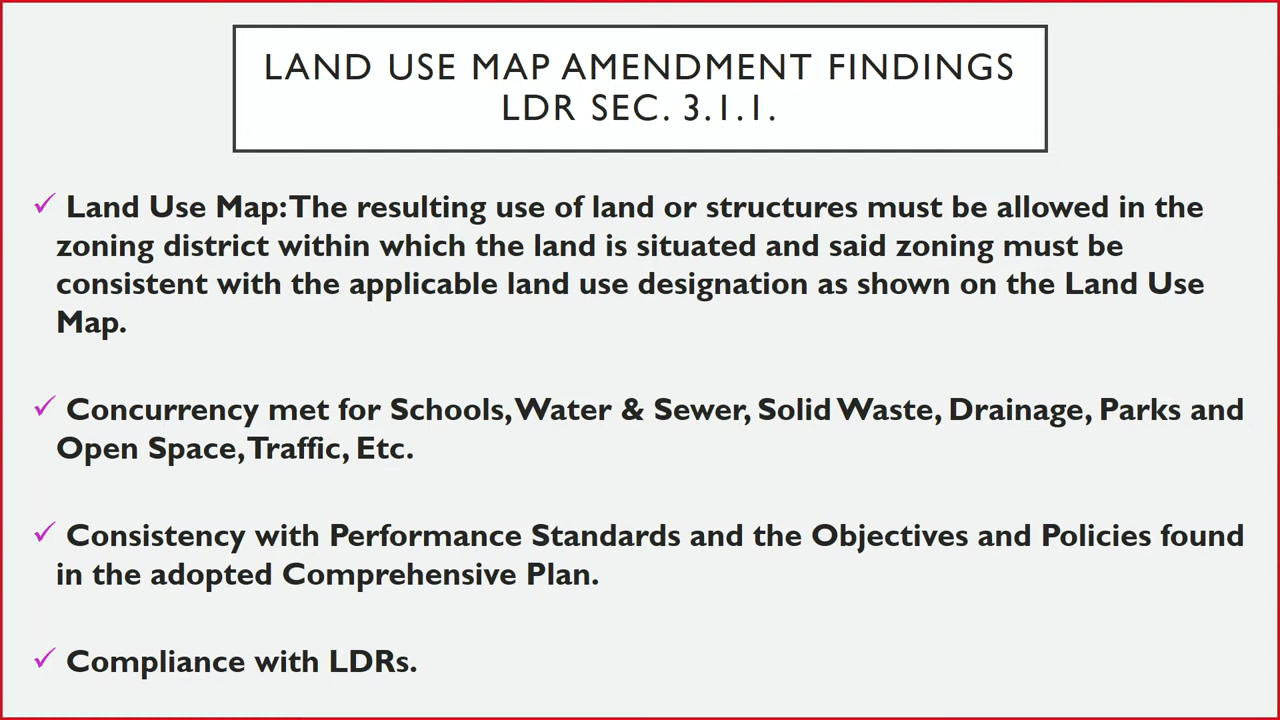 LAND USE MAP AMENDMENT FINDINGS
LDR SEC. 3.1.1.
✓ Land Use Map: The resulting use of land or structures must be allowed in the
zoning district within which the land is situated and said zoning must be
consistent with the applicable land use designation as shown on the Land Use
Map.
✓ Concurrency met for Schools, Water & Sewer, Solid Waste, Drainage, Parks and
Open Space, Traffic, Etc.
✓ Consistency with Performance Standards and the Objectives and Policies found
in the adopted Comprehensive Plan.
✓ Compliance with LDRs.